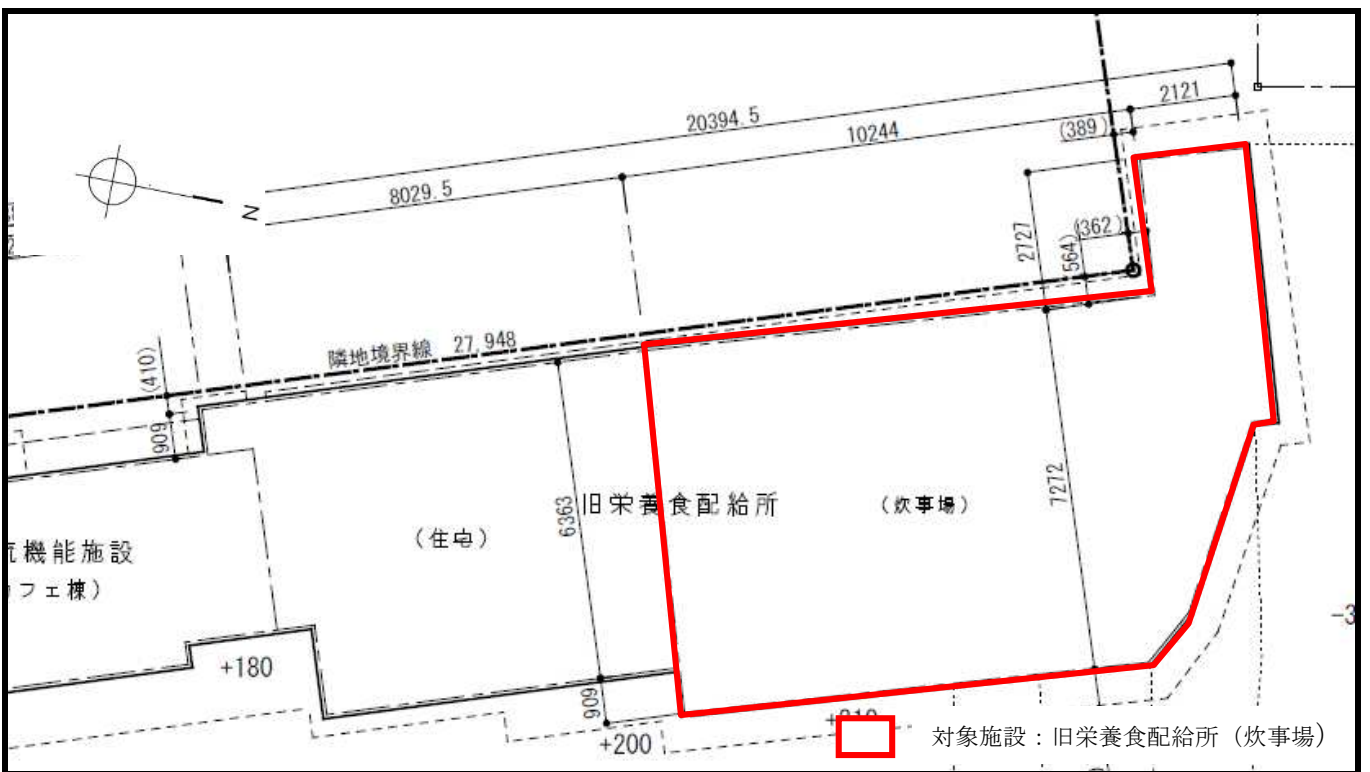 20394.5
2121
10244
(389)
8029.5
N
2727
(362)
564)
隣地境界線 27,948
(410)
909
6363
旧栄養食配給所
(炊事場)
7272
(住宅)
流機能施設
カフェ棟)
+180
909
+200
対象施設：旧栄養食配給所（炊事場）
-3